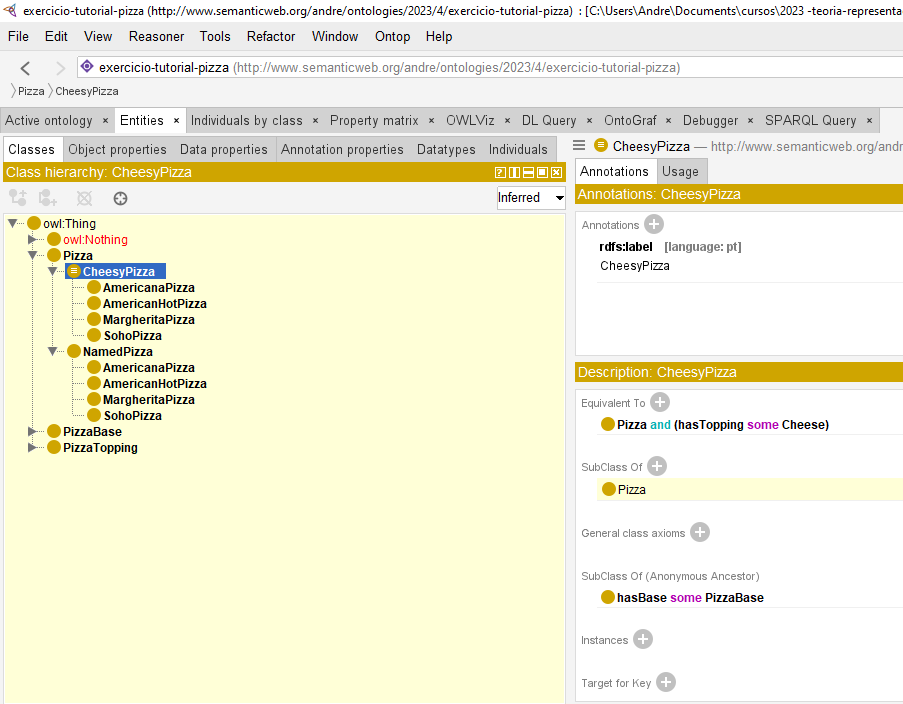 exercicio-tutorial-pizza (http://www.semanticweb.org/andre/ontologies/2023/4/exercicio-tutorial-pizza) : [C:\Users\Andre\Documents\cursos\2023 -teoria-representa
File Edit View Reasoner Tools Refactor Window Ontop Help
exercicio-tutorial-pizza (http://www.semanticweb.org/andre/ontologies/2023/4/exercicio-tutorial-pizza)
Pizza CheesyPizza
Active ontology × Entities × Individuals by class × Property matrix × OWLViz × DL Query × OntoGraf × Debugger × SPARQL Query ×
Classes Object properties Data properties Annotation properties Datatypes Individuals
Class hierarchy: CheesyPizza
Inferred
owl:Thing
owl:Nothing
Pizza
CheesyPizza
AmericanaPizza
AmericanHotPizza
MargheritaPizza
SohoPizza
NamedPizza
AmericanaPizza
AmericanHotPizza
MargheritaPizza
SohoPizza
PizzaBase
PizzaTopping
CheesyPizza — http://www.semanticweb.org/andr
Annotations Usage
Annotations: CheesyPizza
Annotations
rdfs:label [language: pt]
CheesyPizza
Description: CheesyPizza
Equivalent To
Pizza and (hasTopping some Cheese)
SubClass Of
Pizza
General class axioms
SubClass Of (Anonymous Ancestor)
hasBase some PizzaBase
Instances
Target for Key